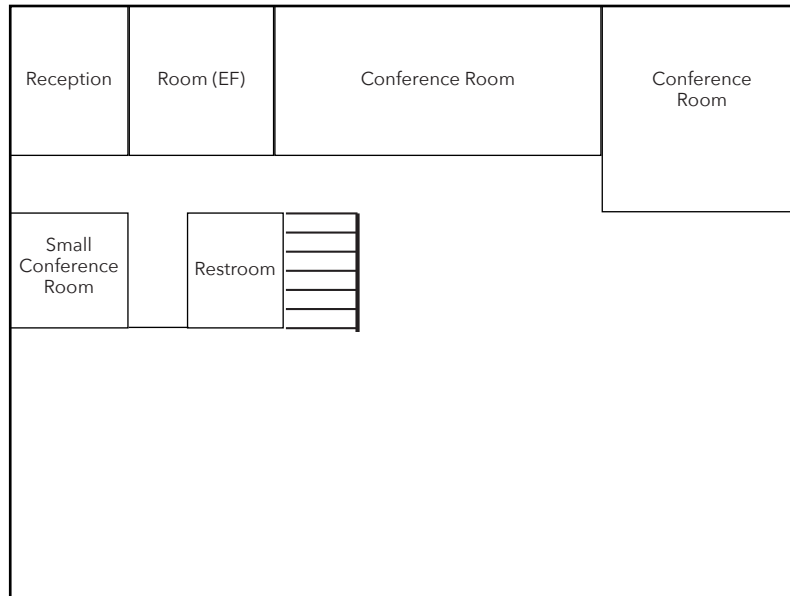 Reception
Room (EF)
Conference Room
Conference
Room
Small
Conference
Room
Restroom